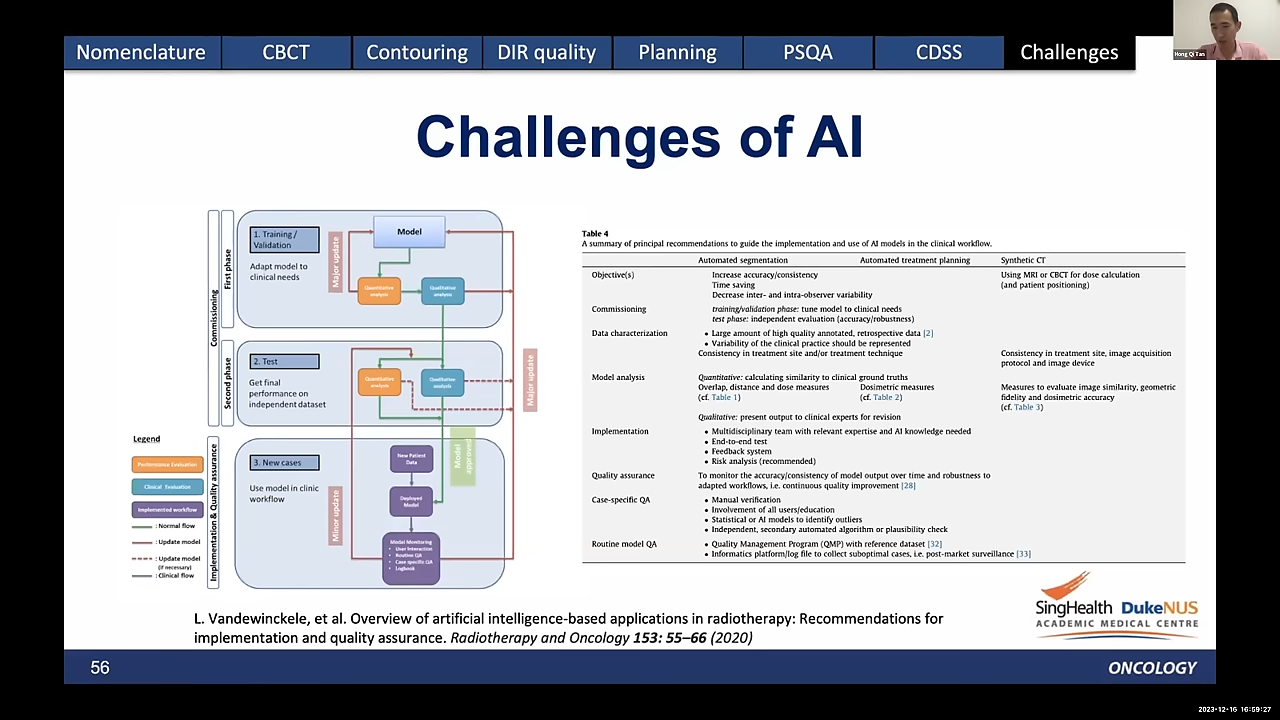 Nomenclature
CBCT
Contouring
DIR quality
Planning
PSQA
CDSS
Challenges
Hong Qi Tan
Challenges of AI
Commissioning
First phase
1. Training /
Validation
Adapt model to
clinical needs
Major update
Model
Quantitative
analysis
Qualitative
analysis
Second phase
2. Test
Get final
performance on
independent dataset
Quantitative
analysis
Qualitative
analysis
Major update
Legend
Performance Evaluation
Clinical Evaluation
Implemented workflow
: Normal flow
: Update model
: Update model
(if necessary)
: Clinical flow
Implementation & Quality assurance
3. New cases
Use model in clinic
workflow
Minor update
New Patient
Data
Model
approved
Deployed
Model
Model Monitoring
• User Interaction
• Routine QA
• Case specific QA
• Logbook
Table 4
A summary of principal recommendations to guide the implementation and use of AI models in the clinical workflow.
Automated segmentation Automated treatment planning Synthetic CT
Objective(s) Increase accuracy/consistency Using MRI or CBCT for dose calculation
Time saving (and patient positioning)
Decrease inter- and intra-observer variability
Commissioning training/validation phase: tune model to clinical needs
test phase: independent evaluation (accuracy/robustness)
Data characterization • Large amount of high quality annotated, retrospective data [2]
• Variability of the clinical practice should be represented
Consistency in treatment site and/or treatment technique Consistency in treatment site, image acquisition
protocol and image device
Model analysis Quantitative: calculating similarity to clinical ground truths
Overlap, distance and dose measures Dosimetric measures Measures to evaluate image similarity, geometric
(cf. Table 1) (cf. Table 2) fidelity and dosimetric accuracy
(cf. Table 3)
Qualitative: present output to clinical experts for revision
Implementation • Multidisciplinary team with relevant expertise and AI knowledge needed
• End-to-end test
• Feedback system
• Risk analysis (recommended)
Quality assurance To monitor the accuracy/consistency of model output over time and robustness to
adapted workflows, i.e. continuous quality improvement [28]
Case-specific QA • Manual verification
• Involvement of all users/education
• Statistical or AI models to identify outliers
• Independent, secondary automated algorithm or plausibility check
Routine model QA • Quality Management Program (QMP) with reference dataset [32]
• Informatics platform/log file to collect suboptimal cases, i.e. post-market surveillance [33]
L. Vandewinckele, et al. Overview of artificial intelligence-based applications in radiotherapy: Recommendations for
implementation and quality assurance. Radiotherapy and Oncology 153: 55–66 (2020)
SingHealth DukeNUS
ACADEMIC MEDICAL CENTRE
56
ONCOLOGY
2023-12-16 16:59:27